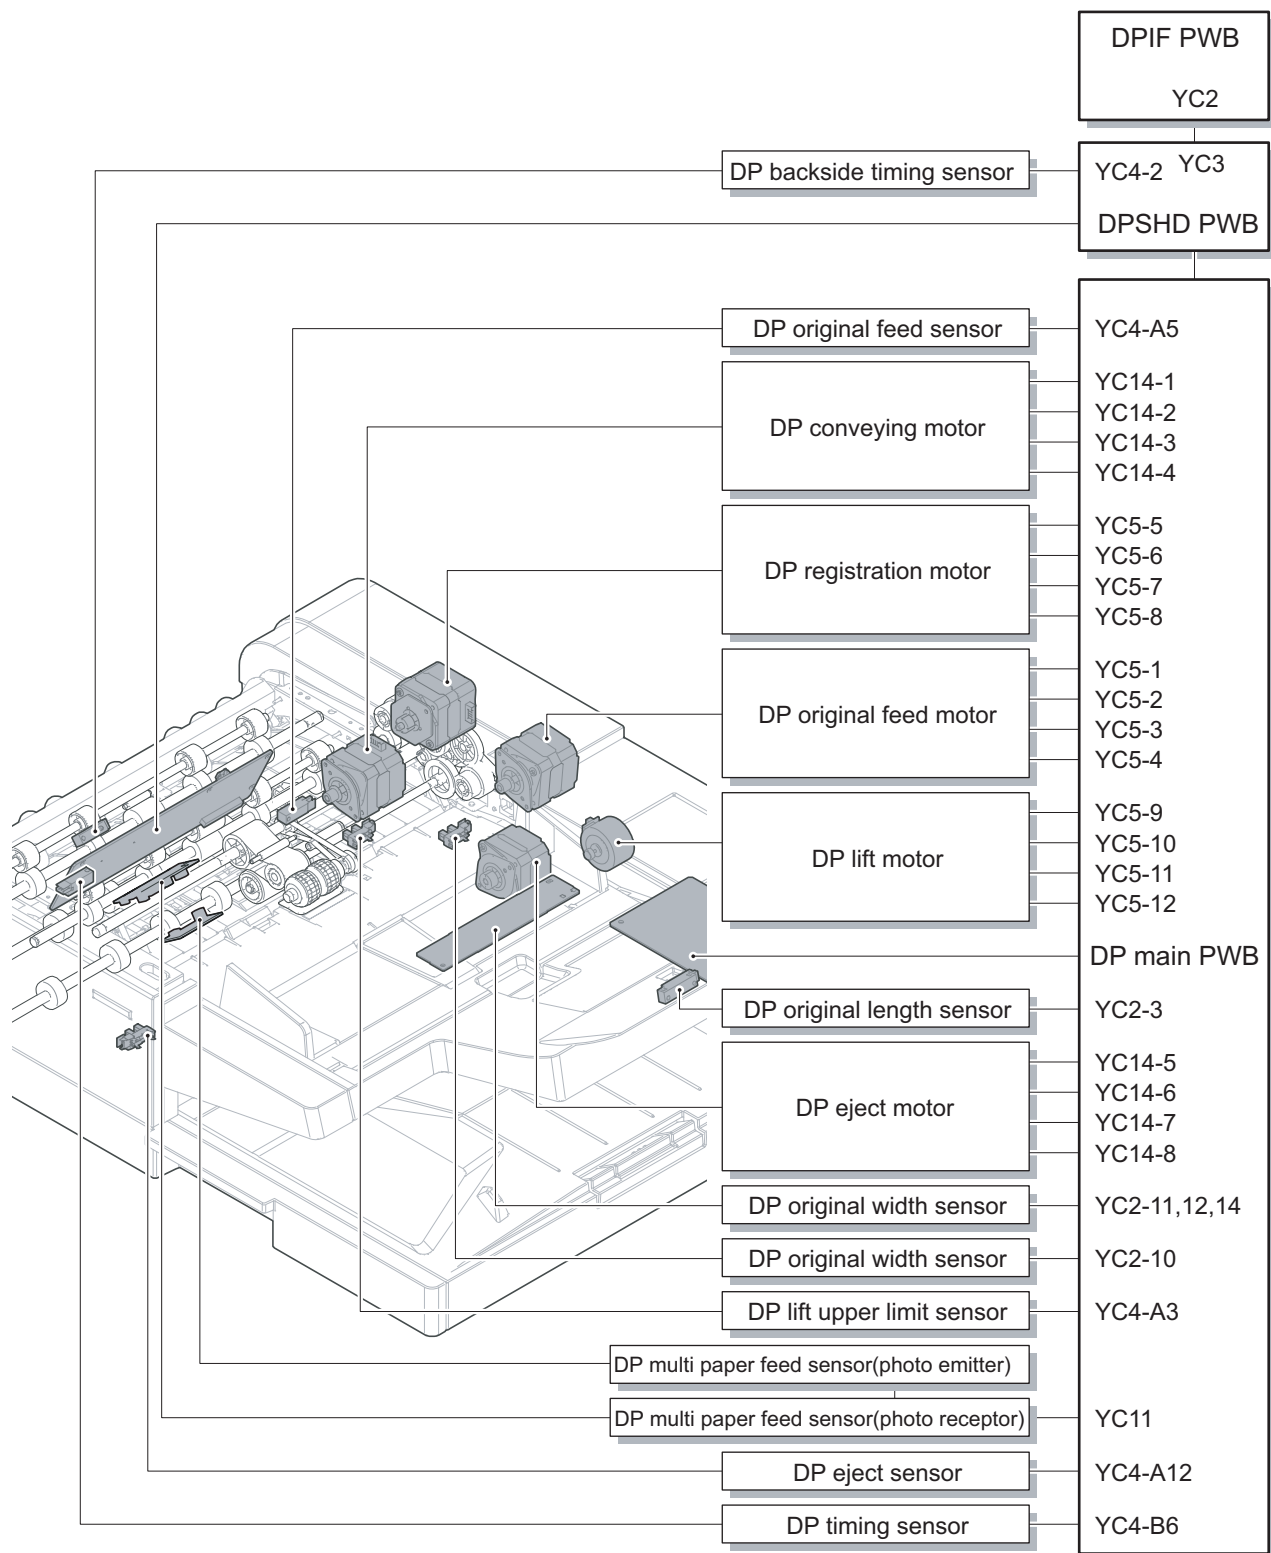 DPIF PWB
YC2
DP backside timing sensor
YC4-2
YC3
DPSHD PWB
DP original feed sensor
YC4-A5
DP conveying motor
YC14-1
YC14-2
YC14-3
YC14-4
DP registration motor
YC5-5
YC5-6
YC5-7
YC5-8
DP original feed motor
YC5-1
YC5-2
YC5-3
YC5-4
DP lift motor
YC5-9
YC5-10
YC5-11
YC5-12
DP main PWB
DP original length sensor
YC2-3
DP eject motor
YC14-5
YC14-6
YC14-7
YC14-8
DP original width sensor
YC2-11,12,14
DP original width sensor
YC2-10
DP lift upper limit sensor
YC4-A3
DP multi paper feed sensor(photo emitter)
DP multi paper feed sensor(photo receptor)
YC11
DP eject sensor
YC4-A12
DP timing sensor
YC4-B6